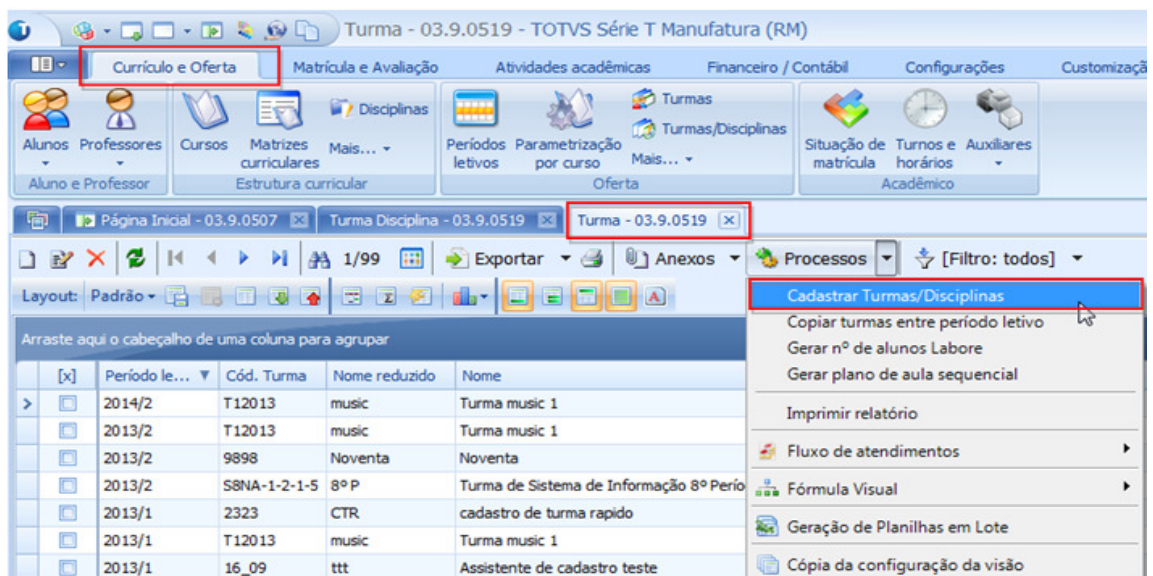 Turma - 03.9.0519 - TOTVS Série T Manufatura (RM)
Currículo e Oferta Matrícula e Avaliação Atividades acadêmicas Financeiro / Contábil Configurações Customizaçã
Alunos Professores Cursos Matrizes curriculares Disciplinas Mais... Períodos letivos Parametrização por curso Turmas Turmas/Disciplinas Mais... Situação de matrícula Turnos e horários Auxiliares
Aluno e Professor Estrutura curricular Oferta Acadêmico
Página Inicial - 03.9.0507 Turma Disciplina - 03.9.0519 Turma - 03.9.0519
1/99 Exportar Anexos Processos [Filtro: todos]
Layout: Padrão
Arraste aqui o cabeçalho de uma coluna para agrupar
[x] Período le... Cód. Turma Nome reduzido Nome
2014/2 T12013 music Turma music 1
2013/2 T12013 music Turma music 1
2013/2 9898 Noventa Noventa
2013/2 S8NA-1-2-1-5 8º P Turma de Sistema de Informação 8º Perío
2013/1 2323 CTR cadastro de turma rapido
2013/1 T12013 music Turma music 1
2013/1 16_09 ttt Assistente de cadastro teste
Cadastrar Turmas/Disciplinas
Copiar turmas entre período letivo
Gerar nº de alunos Labore
Gerar plano de aula sequencial
Imprimir relatório
Fluxo de atendimentos
Fórmula Visual
Geração de Planilhas em Lote
Cópia da configuração da visão